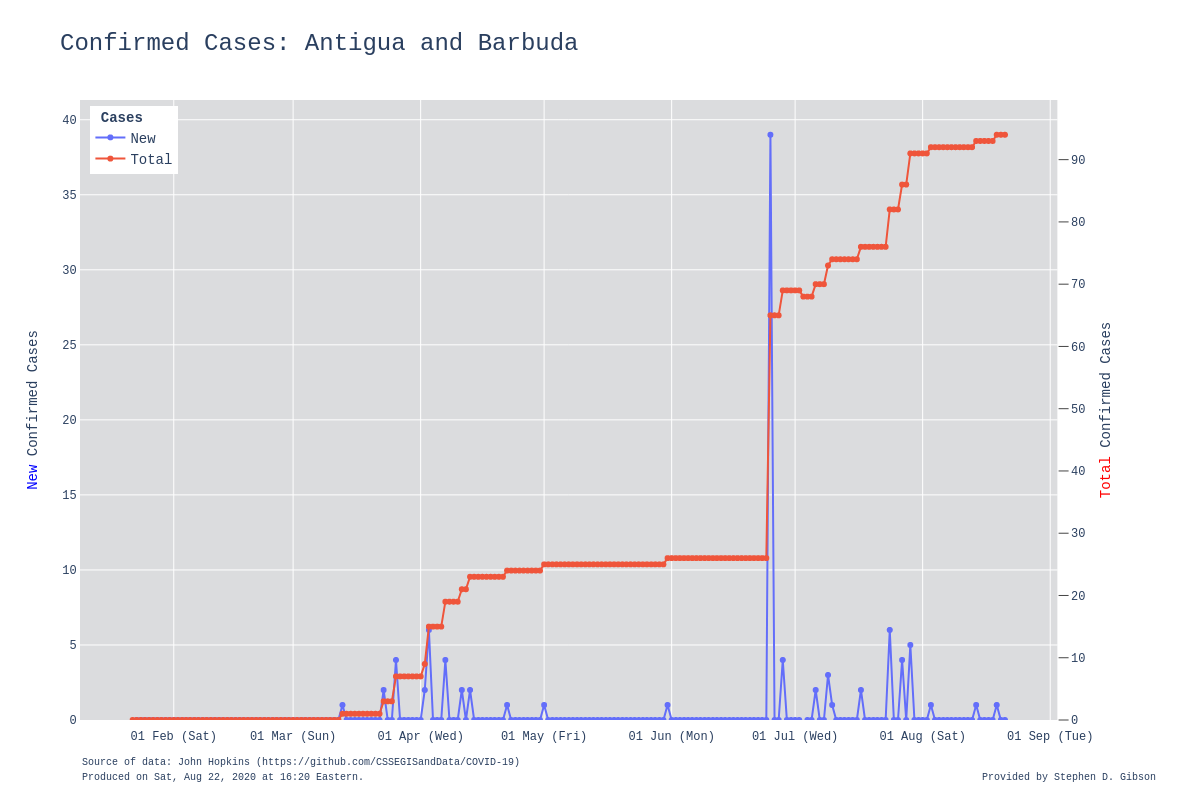 Confirmed Cases: Antigua and Barbuda
Cases
New
Total
40
35
30
25
20
15
10
5
0
New Confirmed Cases
90
80
70
60
50
40
30
20
10
0
Total Confirmed Cases
01 Feb (Sat)
01 Mar (Sun)
01 Apr (Wed)
01 May (Fri)
01 Jun (Mon)
01 Jul (Wed)
01 Aug (Sat)
01 Sep (Tue)
Source of data: John Hopkins (https://github.com/CSSEGISandData/COVID-19)
Produced on Sat, Aug 22, 2020 at 16:20 Eastern.
Provided by Stephen D. Gibson